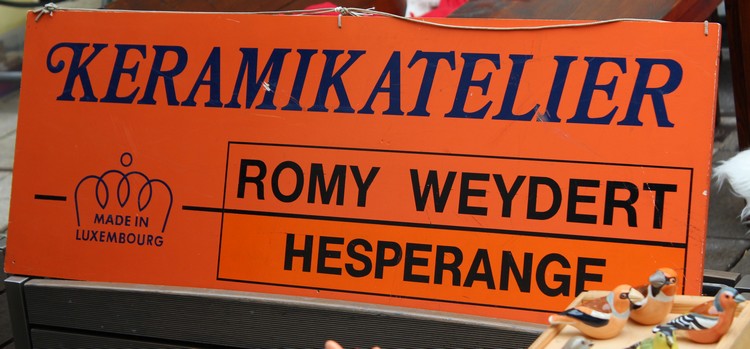 KERAMIKATELIER
MADE IN
LUXEMBOURG
ROMY WEYDERT
HESPERANGE